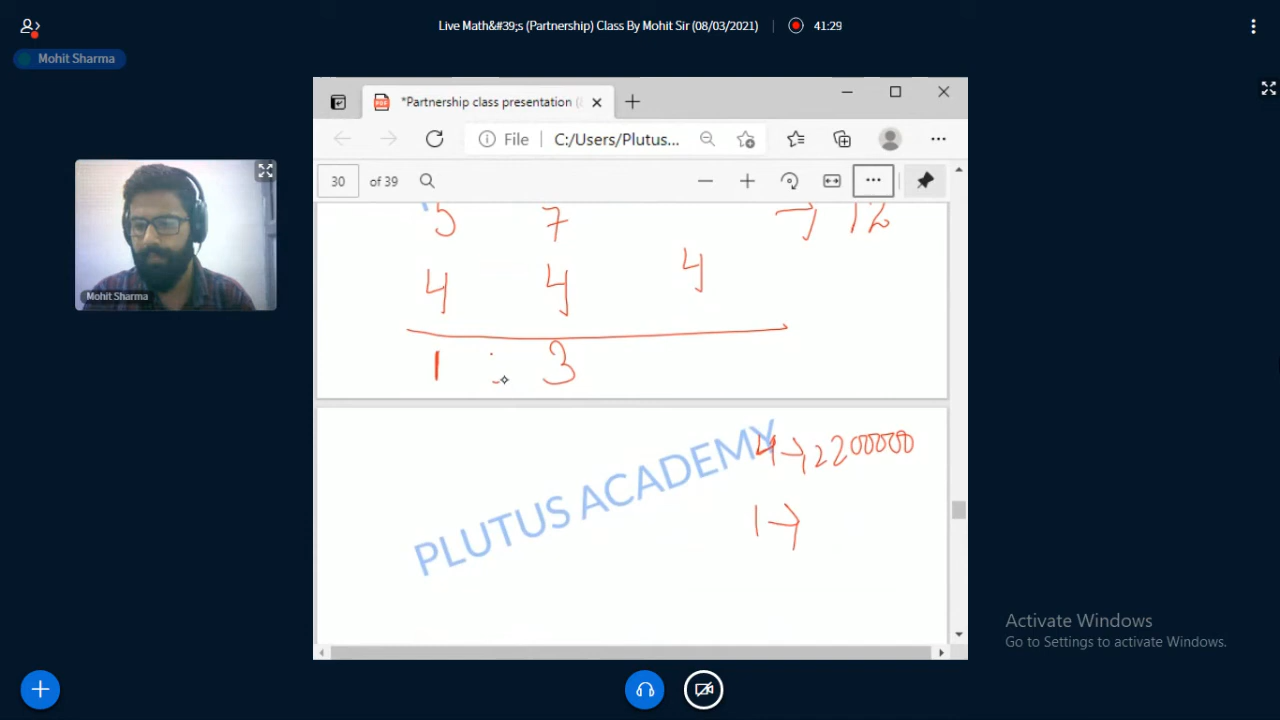 Live Math&#39;s (Partnership) Class By Mohit Sir (08/03/2021)
41:29
Mohit Sharma
*Partnership class presentation (
File
C:/Users/Plutus...
30 of 39
5 7 → 12
4 4 4
1 : 3
Mohit Sharma
4 → 2200000
1 →
PLUTUS ACADEMY
Activate Windows
Go to Settings to activate Windows.